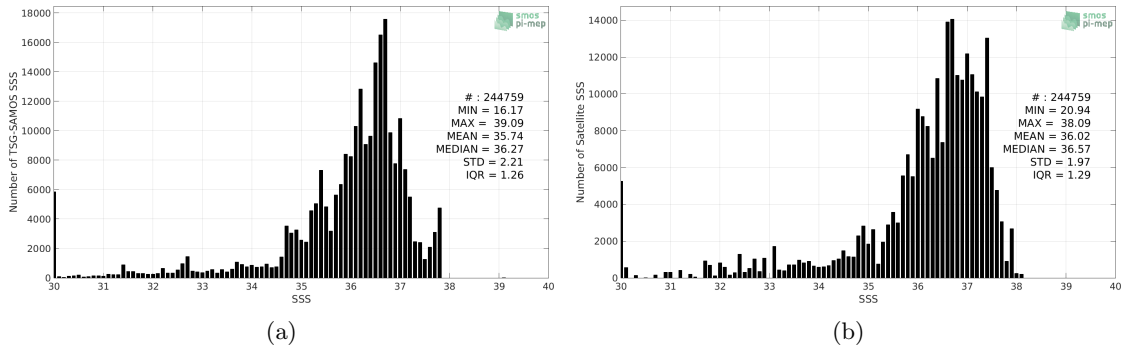 18000
16000
14000
12000
10000
8000
6000
4000
2000
0
Number of TSG-SAMOS SSS
smos
pi-mep
# : 244759
MIN = 16.17
MAX = 39.09
MEAN = 35.74
MEDIAN = 36.27
STD = 2.21
IQR = 1.26
30 31 32 33 34 35 36 37 38 39 40
SSS
(a)
14000
12000
10000
8000
6000
4000
2000
0
Number of Satellite SSS
smos
pi-mep
# : 244759
MIN = 20.94
MAX = 38.09
MEAN = 36.02
MEDIAN = 36.57
STD = 1.97
IQR = 1.29
30 31 32 33 34 35 36 37 38 39 40
SSS
(b)